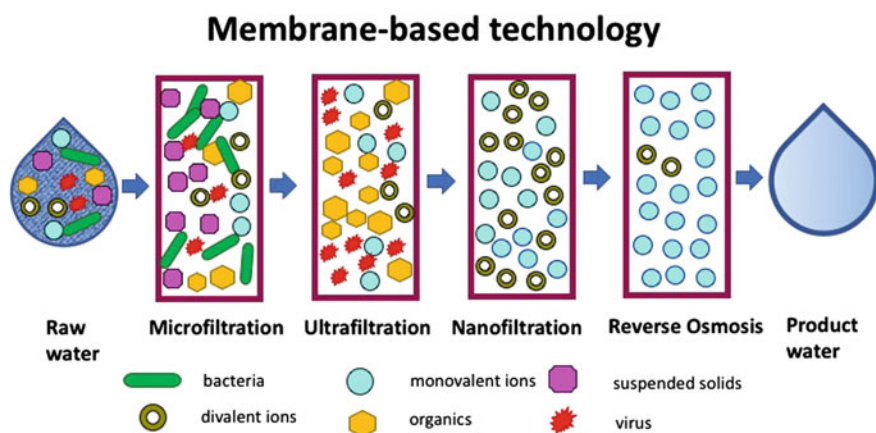 Membrane-based technology
Raw
water
Microfiltration
Ultrafiltration
Nanofiltration
Reverse Osmosis
Product
water
bacteria
monovalent ions
suspended solids
divalent ions
organics
virus